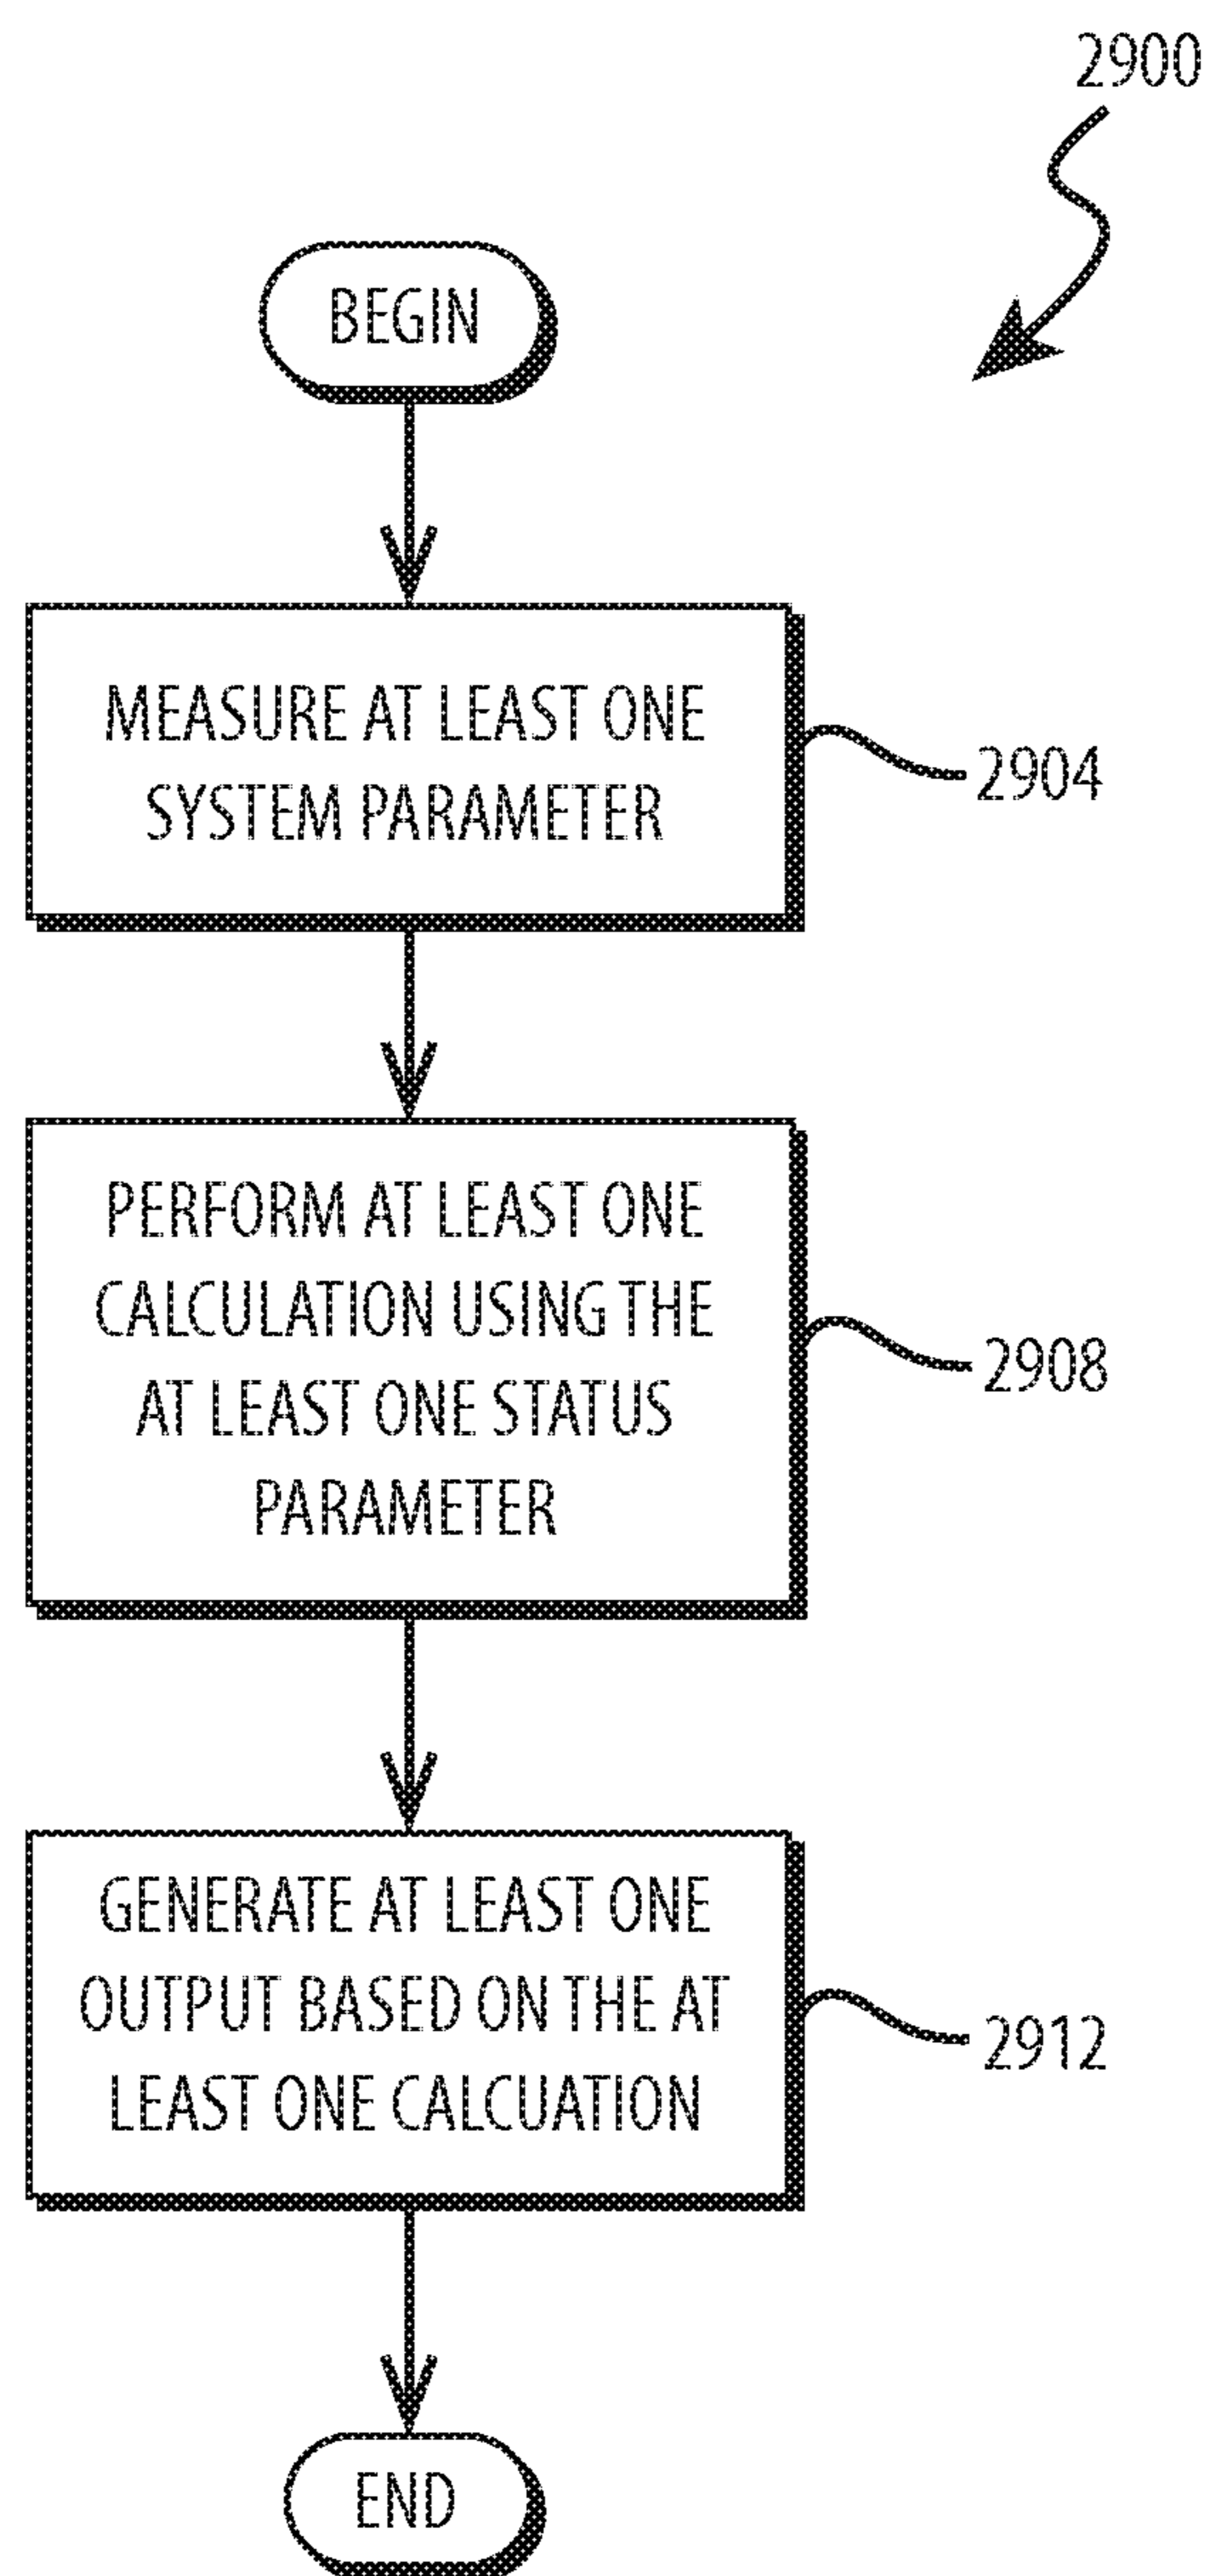 2900
BEGIN
MEASURE AT LEAST ONE
SYSTEM PARAMETER
2904
PERFORM AT LEAST ONE
CALCULATION USING THE
AT LEAST ONE STATUS
PARAMETER
2908
GENERATE AT LEAST ONE
OUTPUT BASED ON THE AT
LEAST ONE CALCUATION
2912
END